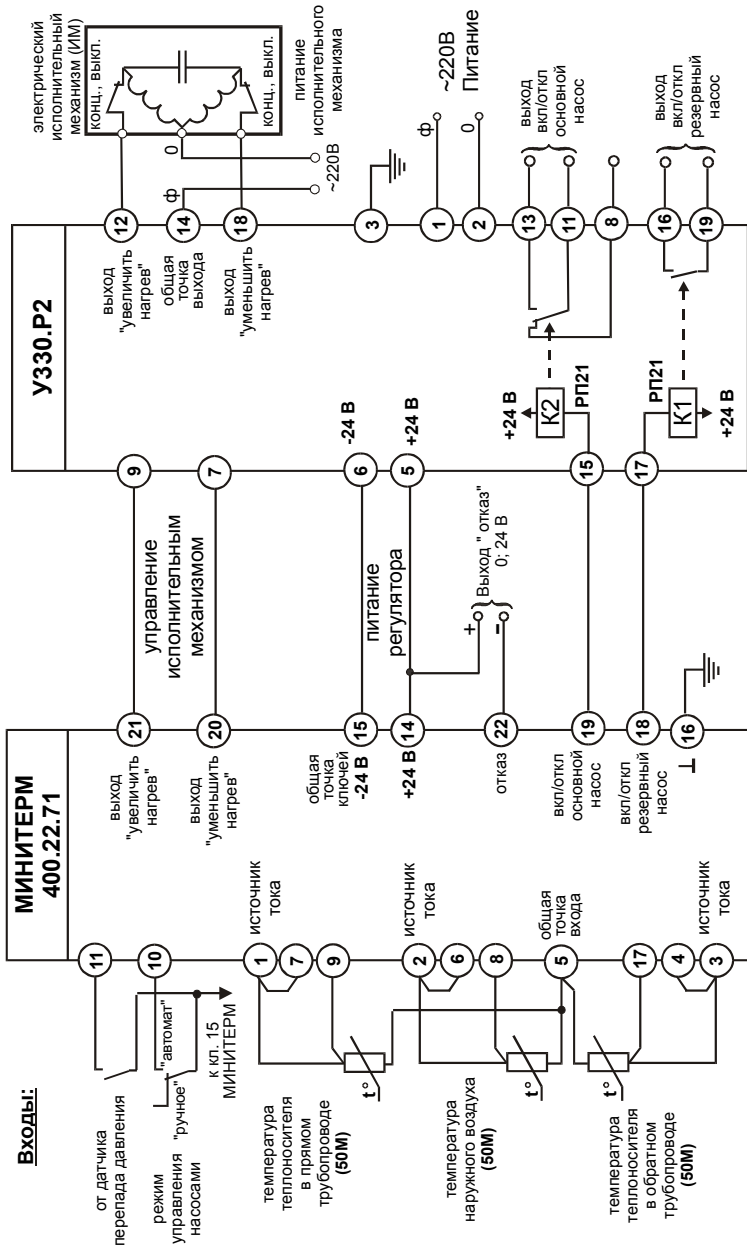 Входы:
МИНИТЕРМ
400.22.71
У330.Р2
11
от датчика
перепада давления
10
режим
управления
насосами
"ручное"
"автомат"
к кл. 15
МИНИТЕРМ
1
7
9
источник
тока
температура
теплоносителя
в прямом
трубопроводе
(50М)
t°
2
6
8
источник
тока
температура
наружного воздуха
(50М)
t°
5
общая
точка
входа
17
4
3
источник
тока
температура
теплоносителя
в обратном
трубопроводе
(50М)
t°
выход
"увеличить
нагрев"
21
выход
"уменьшить
нагрев"
20
общая
точка
ключей
-24 В
15
+24 В
14
отказ
22
вкл/откл
основной
насос
19
вкл/откл
резервный
насос
18
⊥
16
управление
исполнительным
механизмом
питание
регулятора
+
-
Выход " отказ"
0; 24 В
9
7
6
-24 В
5
+24 В
15
17
+24 В
К2
РП21
РП21
К1
+24 В
выход
"увеличить
нагрев"
12
общая
точка
выхода
14
выход
"уменьшить
нагрев"
18
3
1
2
13
11
8
16
19
электрический
исполнительный
механизм (ИМ)
конц., выкл.
конц., выкл.
0
ф
~220В
питание
исполнительного
механизма
ф
0
~220В
Питание
выход
вкл/откл
основной
насос
выход
вкл/откл
резервный
насос